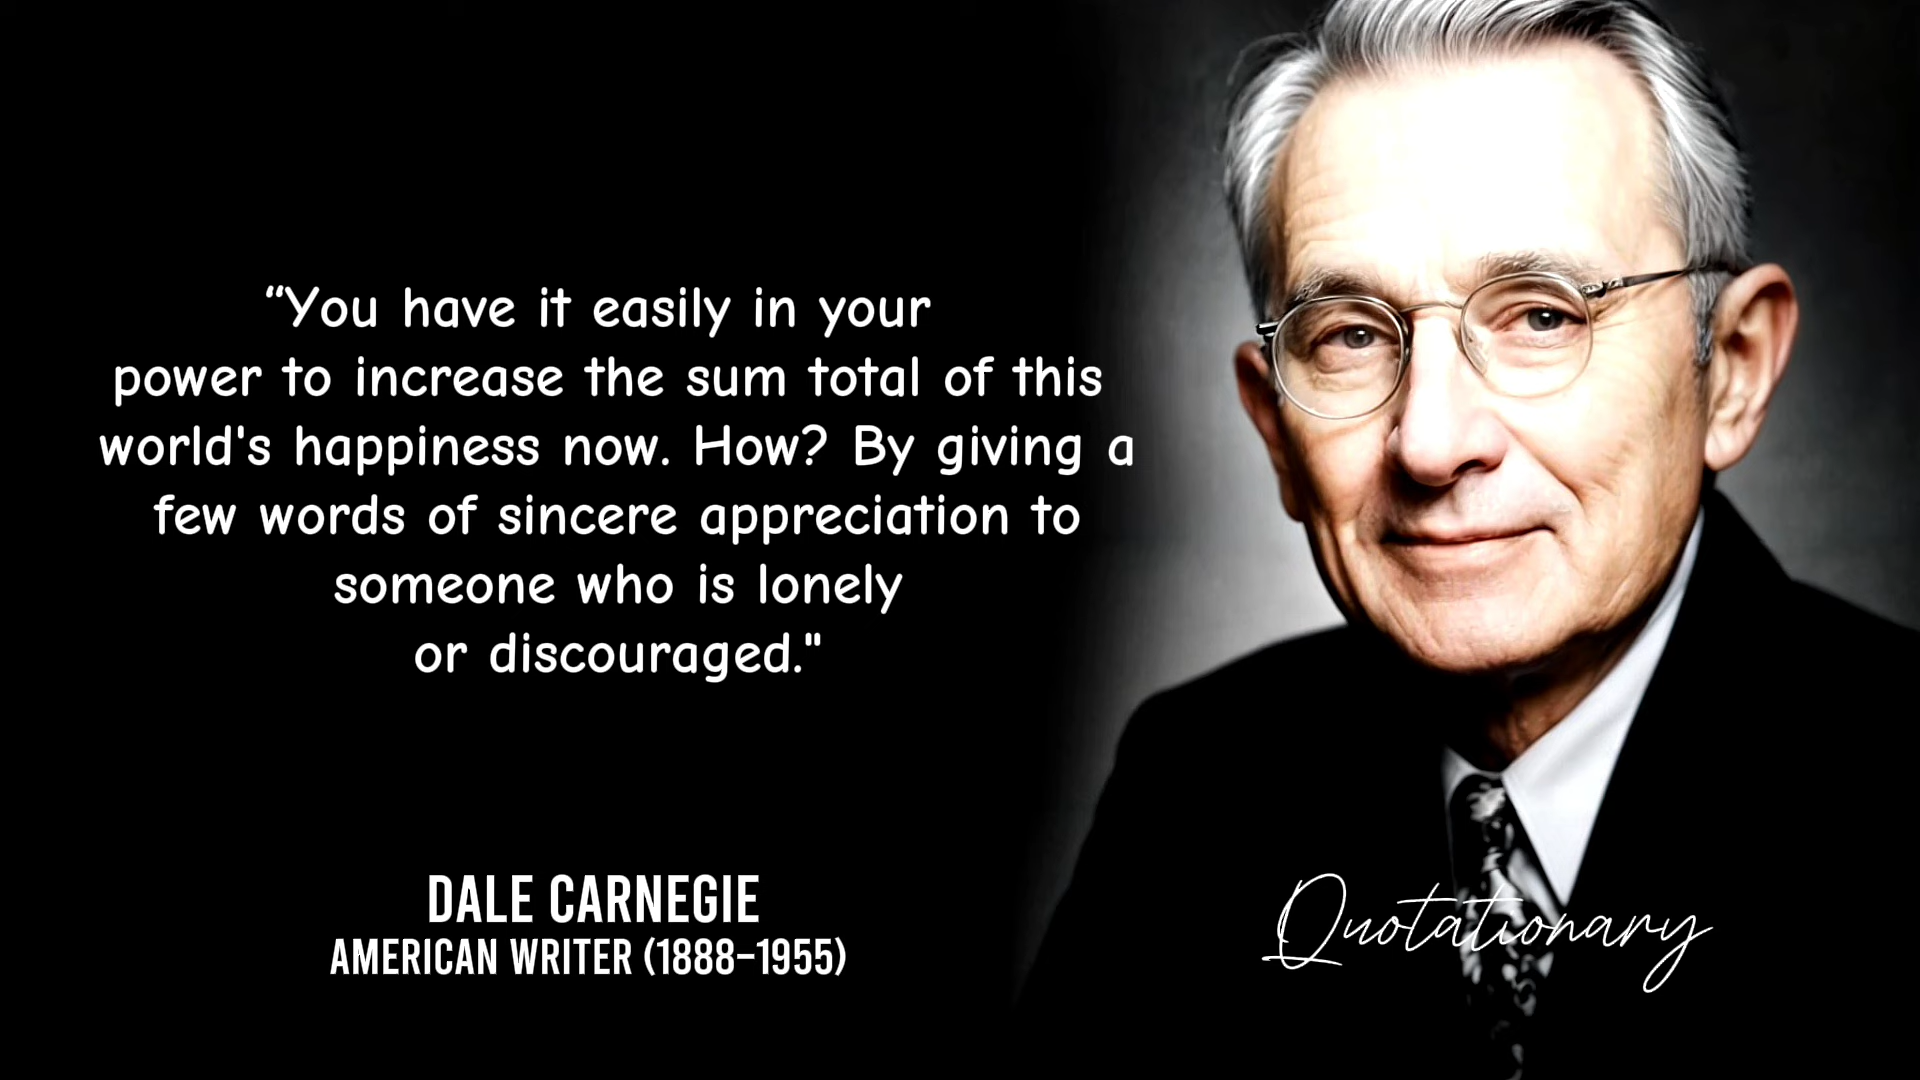 “You have it easily in your
power to increase the sum total of this
world's happiness now. How? By giving a
few words of sincere appreciation to
someone who is lonely
or discouraged."
DALE CARNEGIE
AMERICAN WRITER (1888–1955)
Quotationary